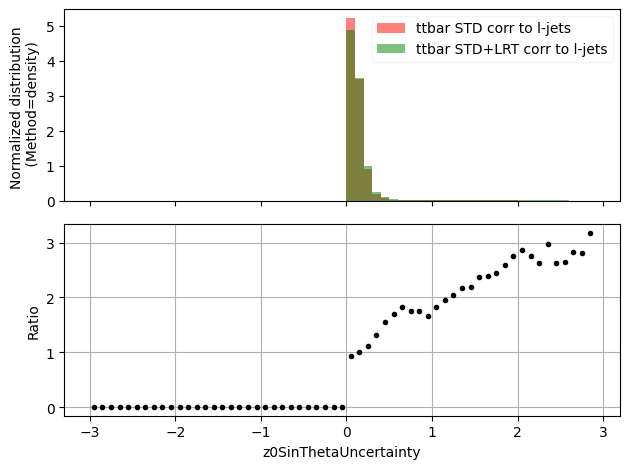 Normalized distribution
(Method=density)
5
4
3
2
1
0
ttbar STD corr to l-jets
ttbar STD+LRT corr to l-jets
Ratio
3
2
1
0
−3 −2 −1 0 1 2 3
z0SinThetaUncertainty